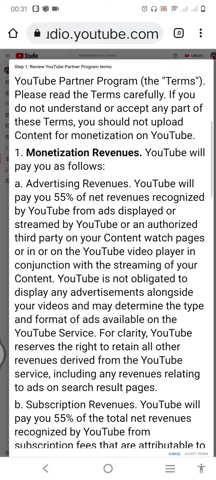 00:31
udio.youtube.com
Studio
Step 1: Review YouTube Partner Program terms
YouTube Partner Program (the "Terms").
Please read the Terms carefully. If you
do not understand or accept any part of
these Terms, you should not upload
Content for monetization on YouTube.
1. Monetization Revenues. YouTube will
pay you as follows:
a. Advertising Revenues. YouTube will
pay you 55% of net revenues recognized
by YouTube from ads displayed or
streamed by YouTube or an authorized
third party on your Content watch pages
or in or on the YouTube video player in
conjunction with the streaming of your
Content. YouTube is not obligated to
display any advertisements alongside
your videos and may determine the type
and format of ads available on the
YouTube Service. For clarity, YouTube
reserves the right to retain all other
revenues derived from the YouTube
service, including any revenues relating
to ads on search result pages.
b. Subscription Revenues. YouTube will
pay you 55% of the total net revenues
recognized by YouTube from
subscription fees that are attributable to
CANCEL ACCEPT TERMS